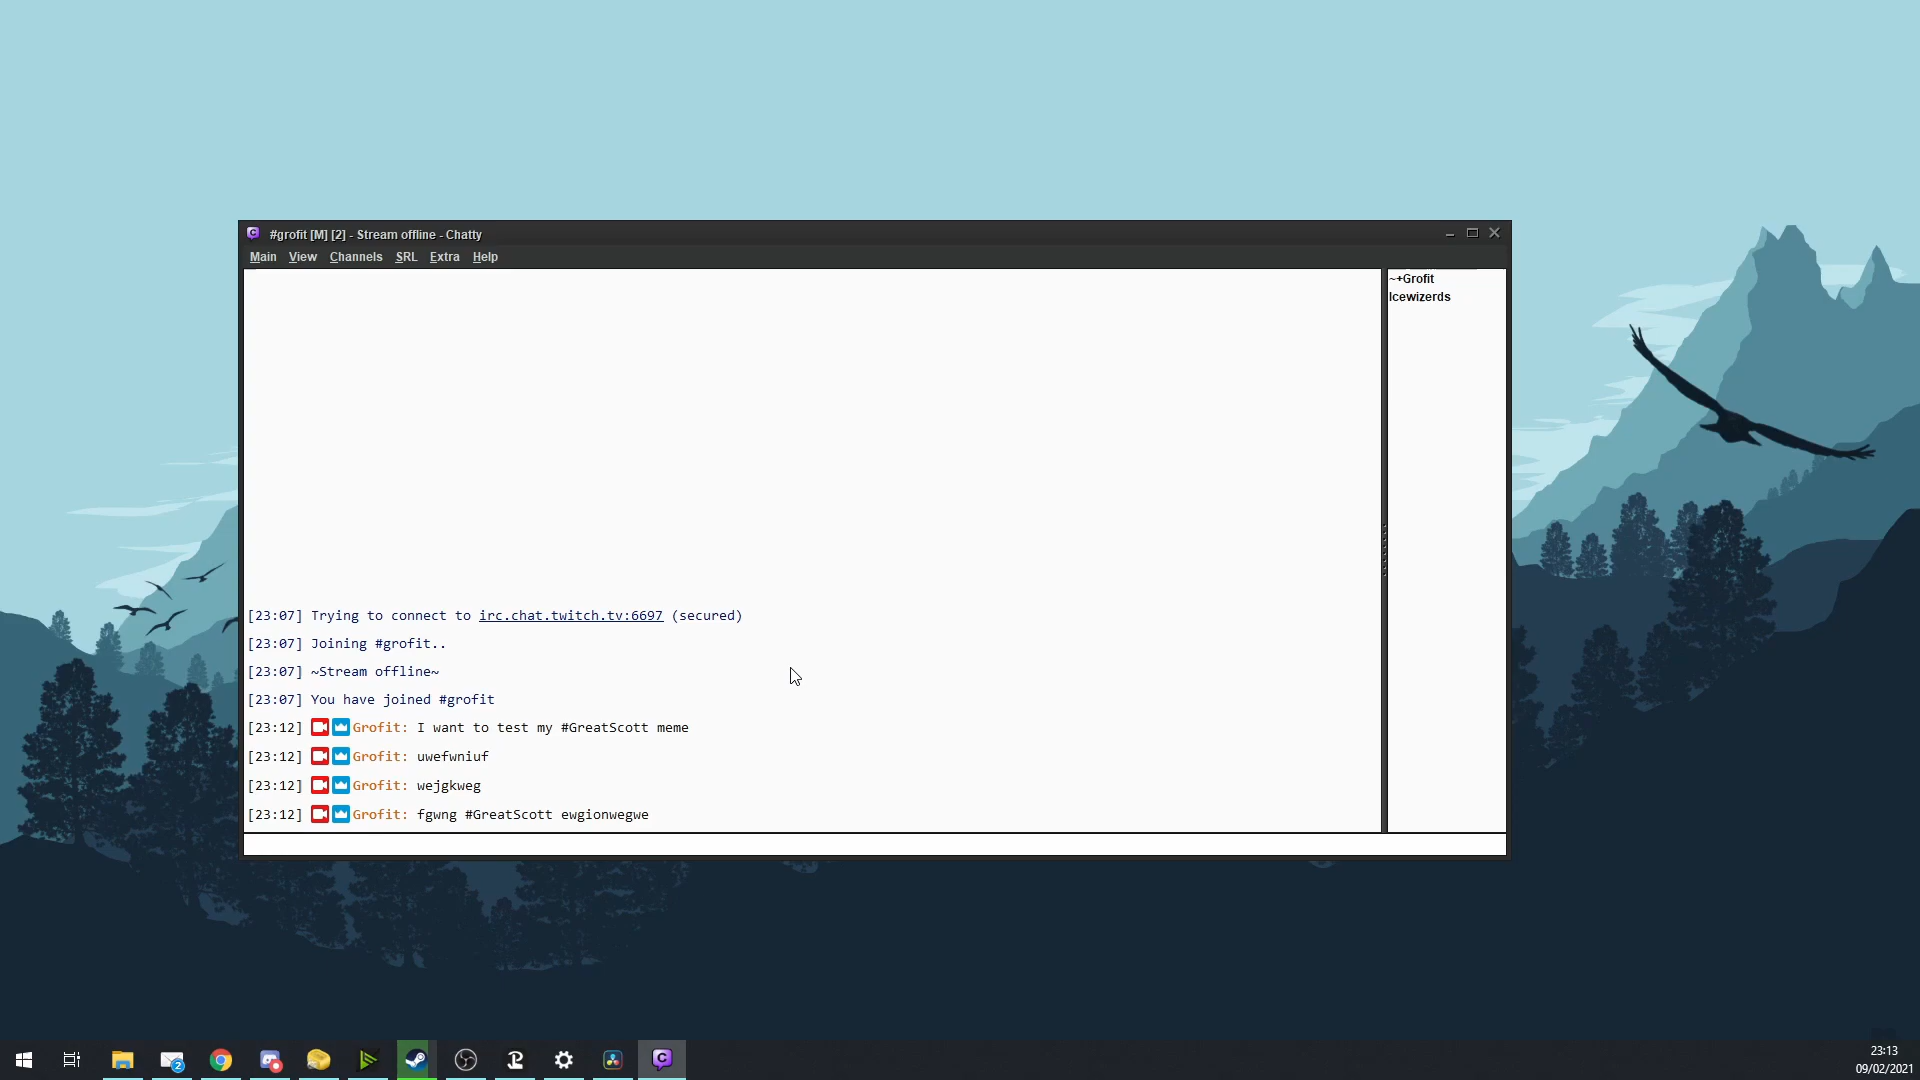 #grofit [M] [2] - Stream offline - Chatty
Main View Channels SRL Extra Help
~+Grofit
Icewizerds
[23:07] Trying to connect to irc.chat.twitch.tv:6697 (secured)
[23:07] Joining #grofit..
[23:07] ~Stream offline~
[23:07] You have joined #grofit
[23:12] Grofit: I want to test my #GreatScott meme
[23:12] Grofit: uwefwniuf
[23:12] Grofit: wejgkweg
[23:12] Grofit: fgwng #GreatScott ewgionwegwe
2
23:13
09/02/2021